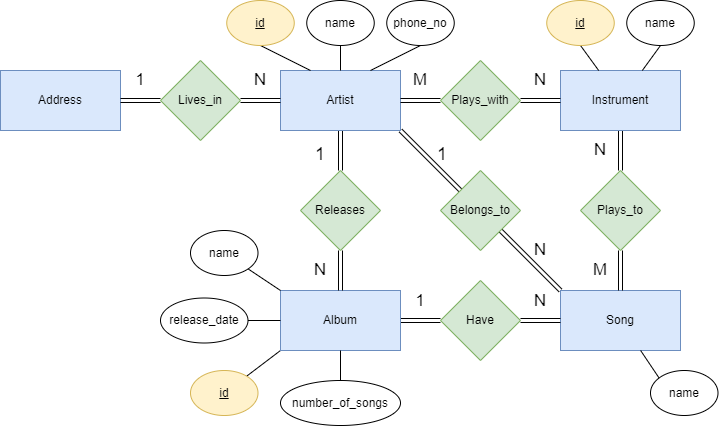 id
name
phone_no
id
name
1
N
M
N
Address
Lives_in
Artist
Plays_with
Instrument
1
1
N
Releases
Belongs_to
Plays_to
name
N
N
M
release_date
Album
1
Have
N
Song
id
number_of_songs
name